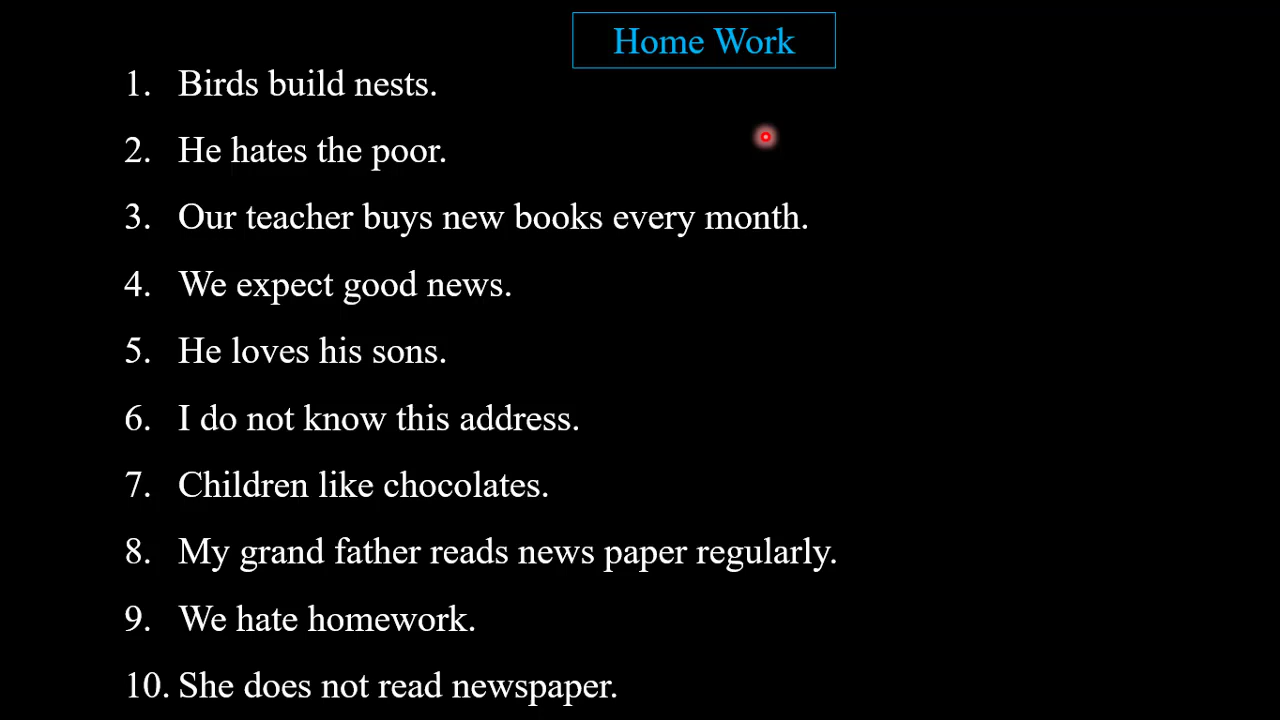 Home Work
1. Birds build nests.
2. He hates the poor.
3. Our teacher buys new books every month.
4. We expect good news.
5. He loves his sons.
6. I do not know this address.
7. Children like chocolates.
8. My grand father reads news paper regularly.
9. We hate homework.
10. She does not read newspaper.